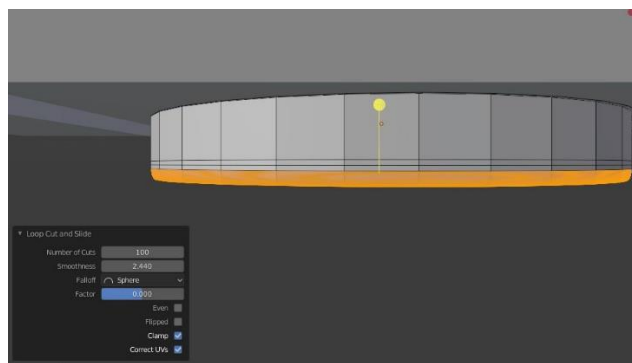 Loop Cut and Slide
Number of Cuts 100
Smoothness 2.440
Falloff Sphere
Factor 0.000
Even
Flipped
Clamp
Correct UVs